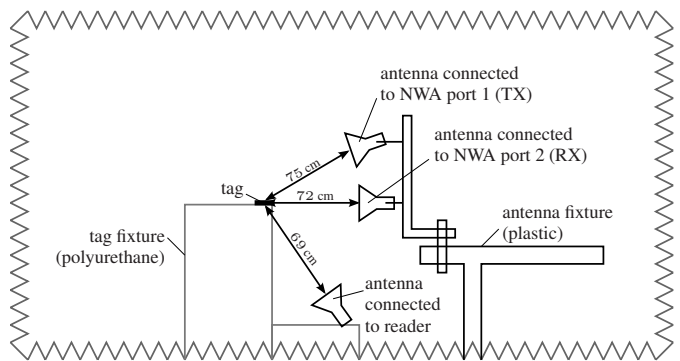 antenna connected
to NWA port 1 (TX)
antenna connected
to NWA port 2 (RX)
75 cm
tag
72 cm
antenna fixture
(plastic)
tag fixture
(polyurethane)
69 cm
antenna
connected
to reader